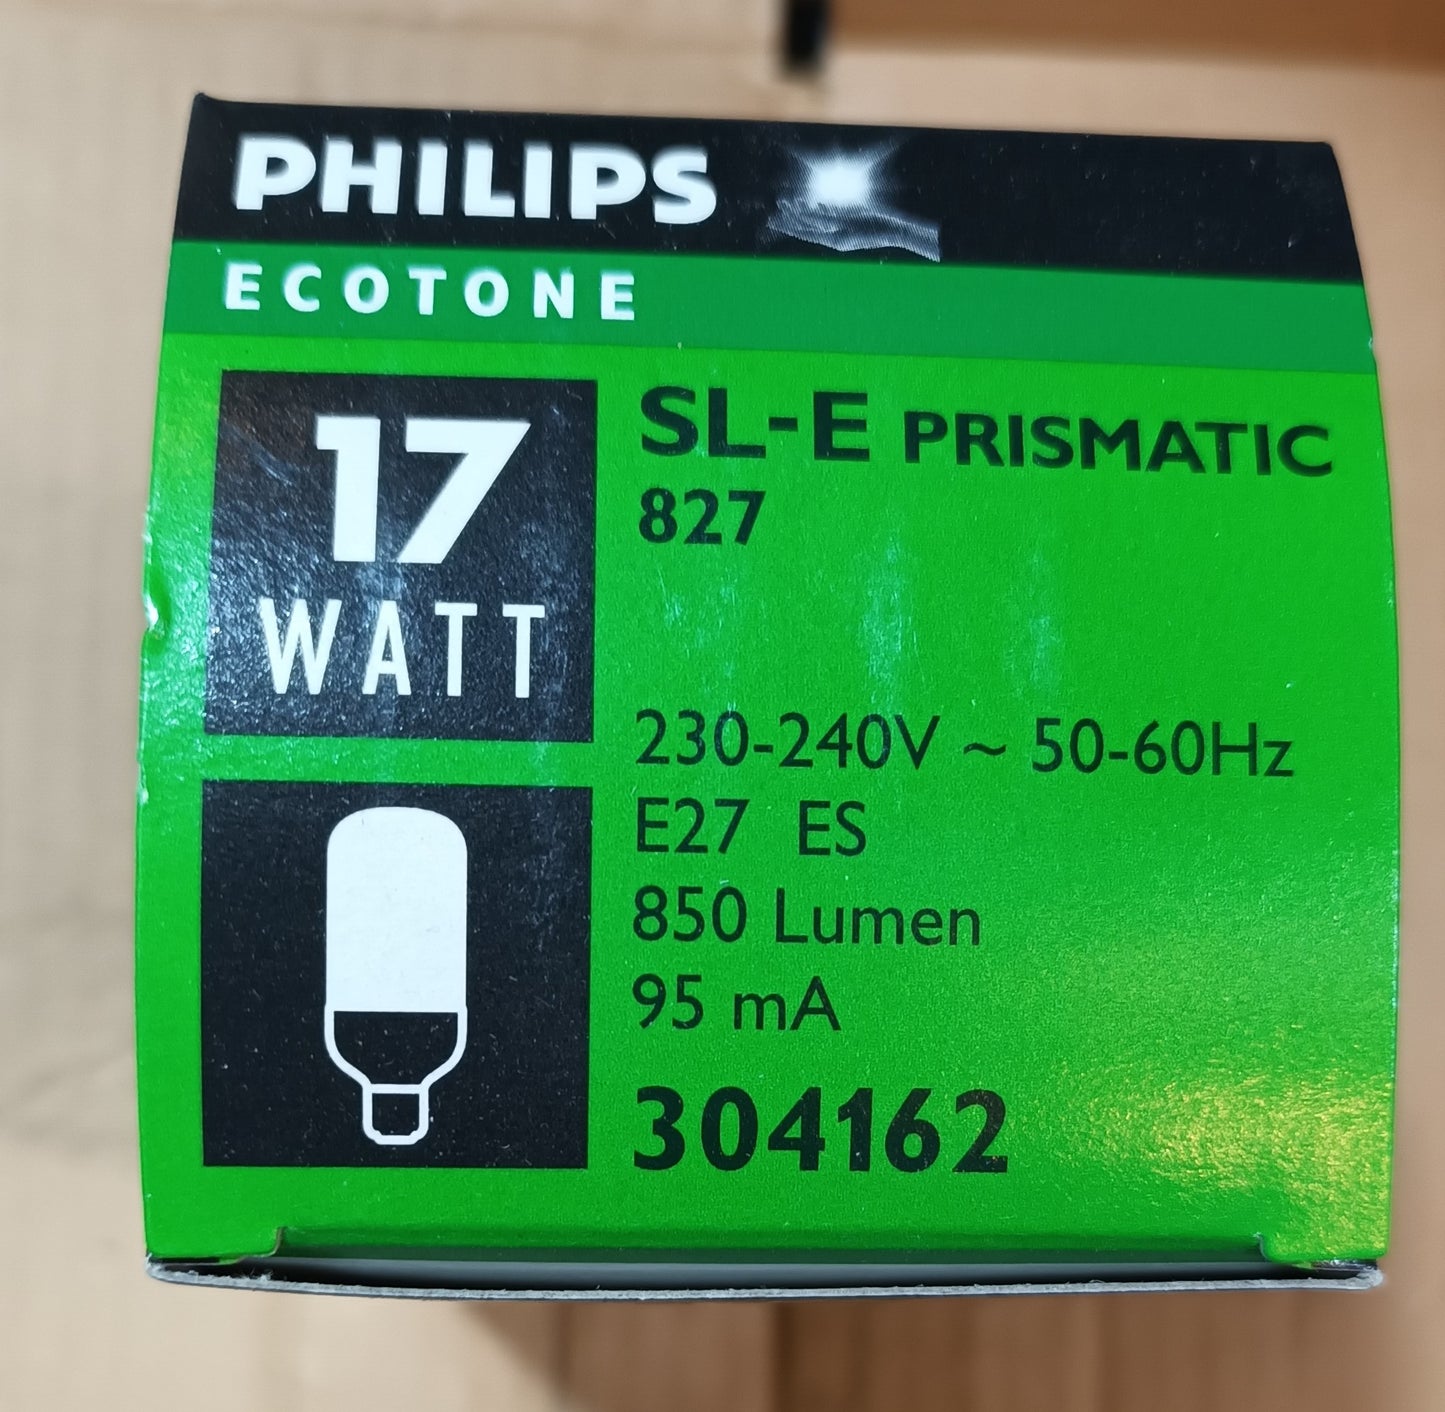 PHILIPS
ECOTONE
17
WATT
SL-E PRISMATIC
827
230-240V ~ 50-60Hz
E27 ES
850 Lumen
95 mA
304162